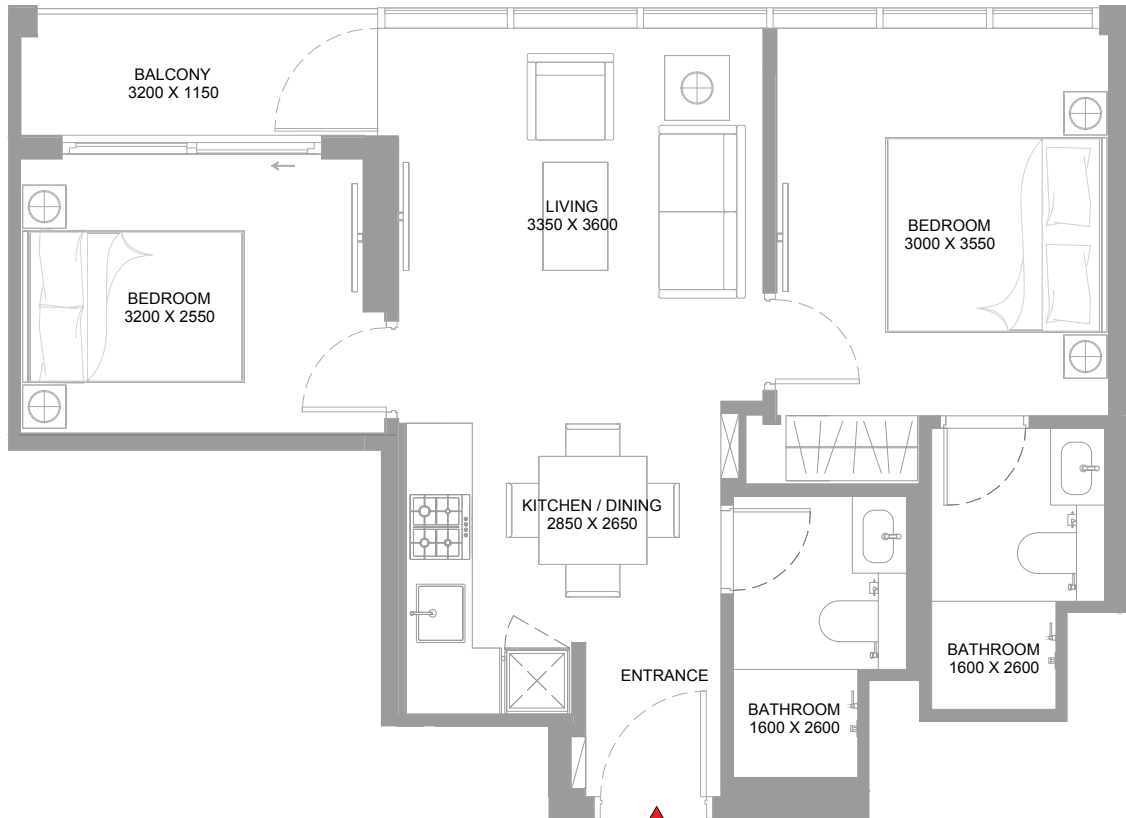 BALCONY
3200 X 1150
LIVING
3350 X 3600
BEDROOM
3000 X 3550
BEDROOM
3200 X 2550
KITCHEN / DINING
2850 X 2650
ENTRANCE
BATHROOM
1600 X 2600
BATHROOM
1600 X 2600